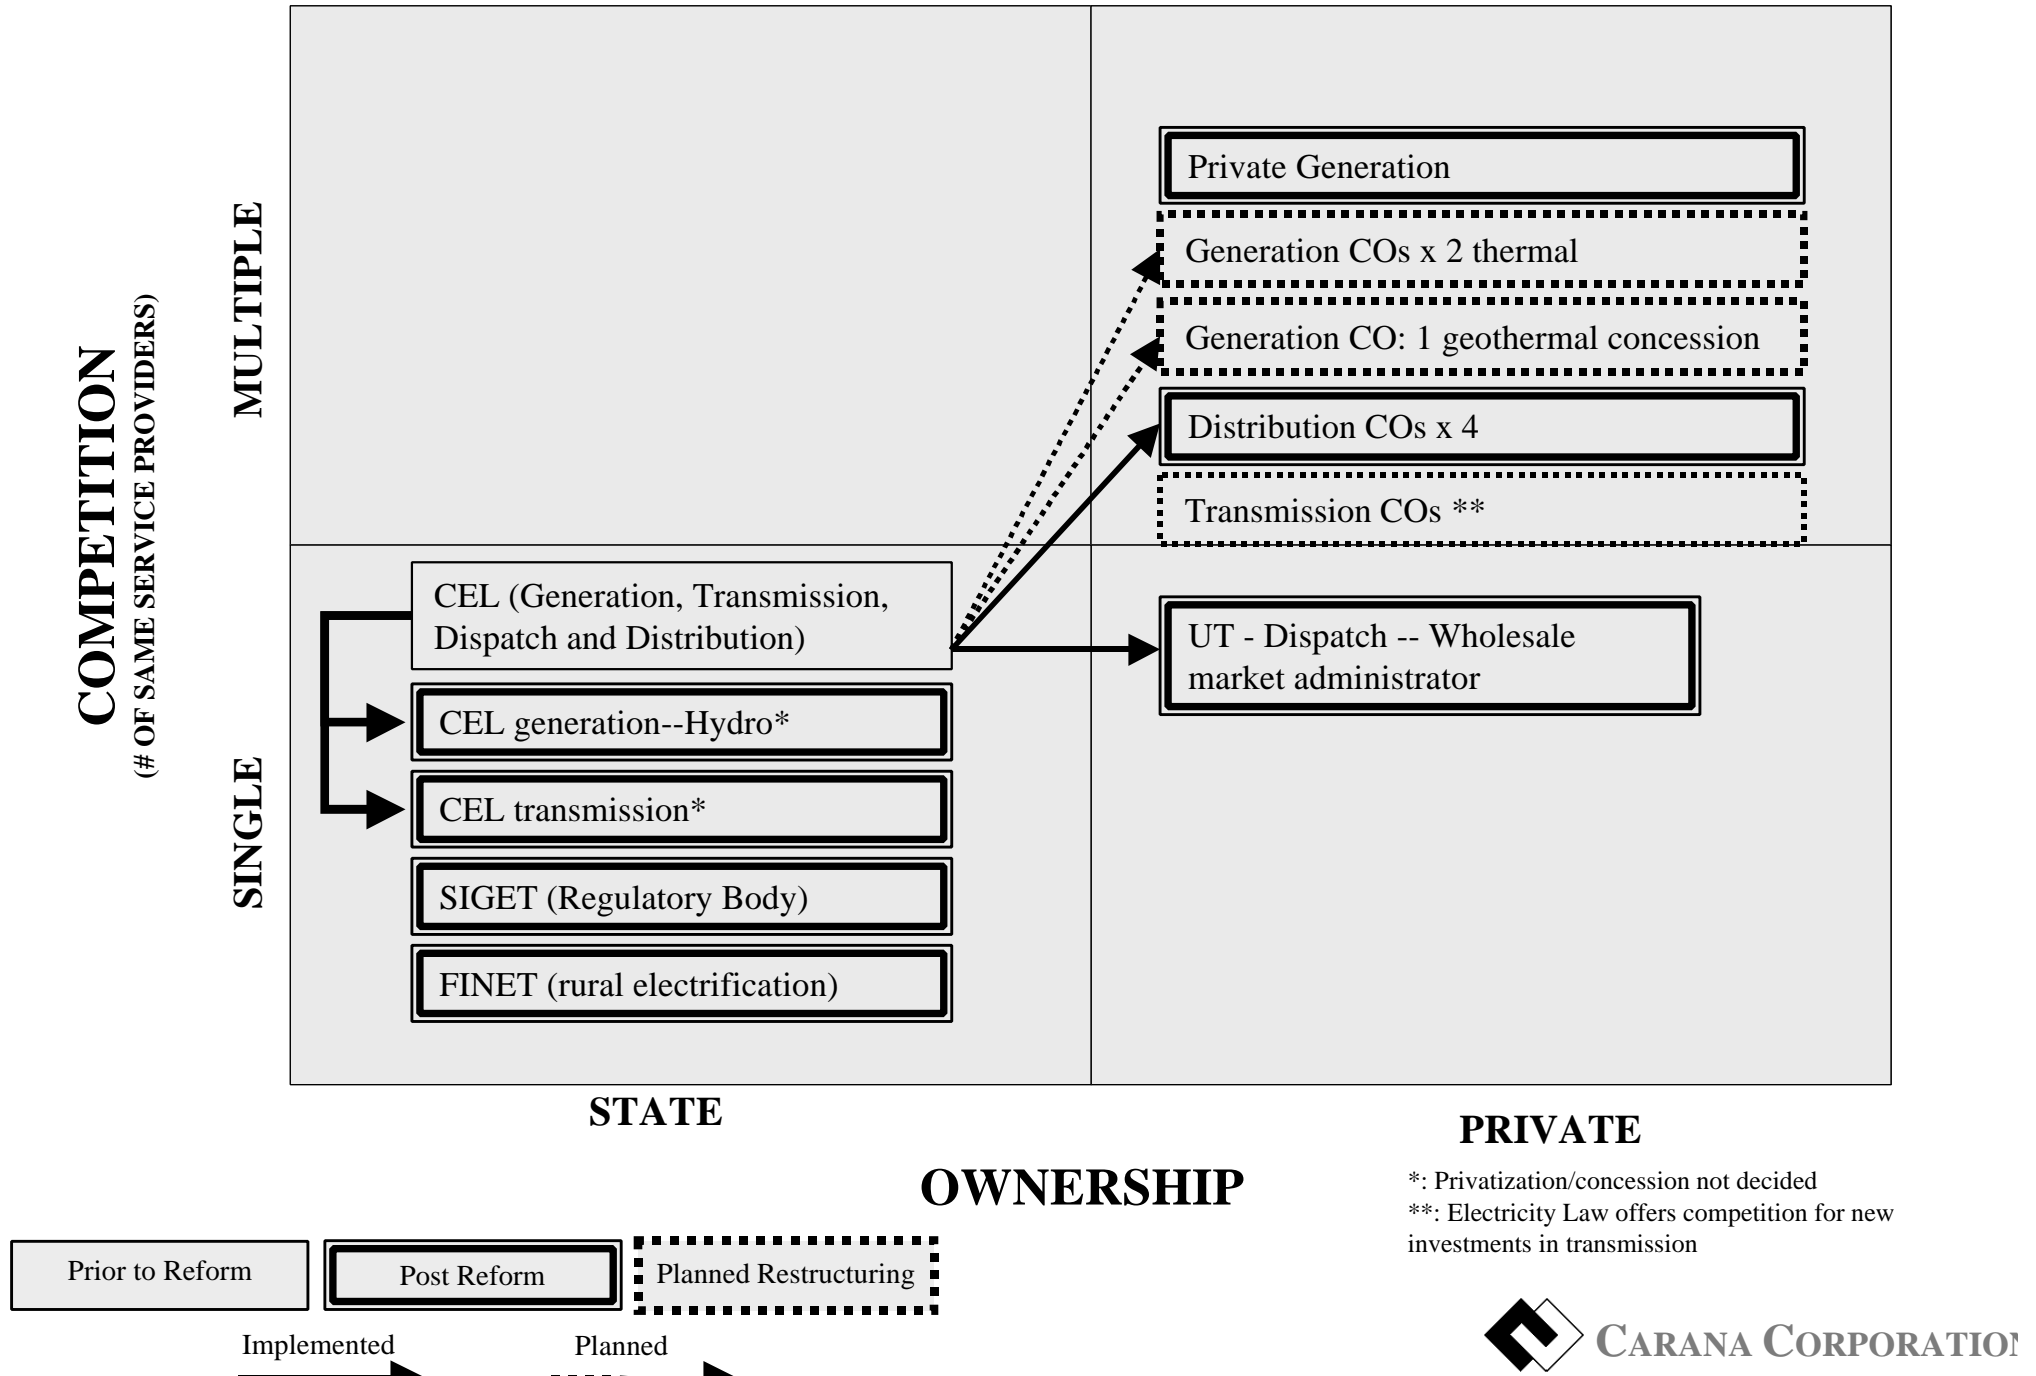 COMPETITION
(# OF SAME SERVICE PROVIDERS)
MULTIPLE
SINGLE
Private Generation
Generation COs x 2 thermal
Generation CO: 1 geothermal concession
Distribution COs x 4
Transmission COs **
CEL (Generation, Transmission,
Dispatch and Distribution)
CEL generation--Hydro*
CEL transmission*
SIGET (Regulatory Body)
FINET (rural electrification)
UT - Dispatch -- Wholesale
market administrator
STATE
PRIVATE
OWNERSHIP
*: Privatization/concession not decided
**: Electricity Law offers competition for new
investments in transmission
Prior to Reform
Post Reform
Planned Restructuring
Implemented
Planned
CARANA CORPORATION